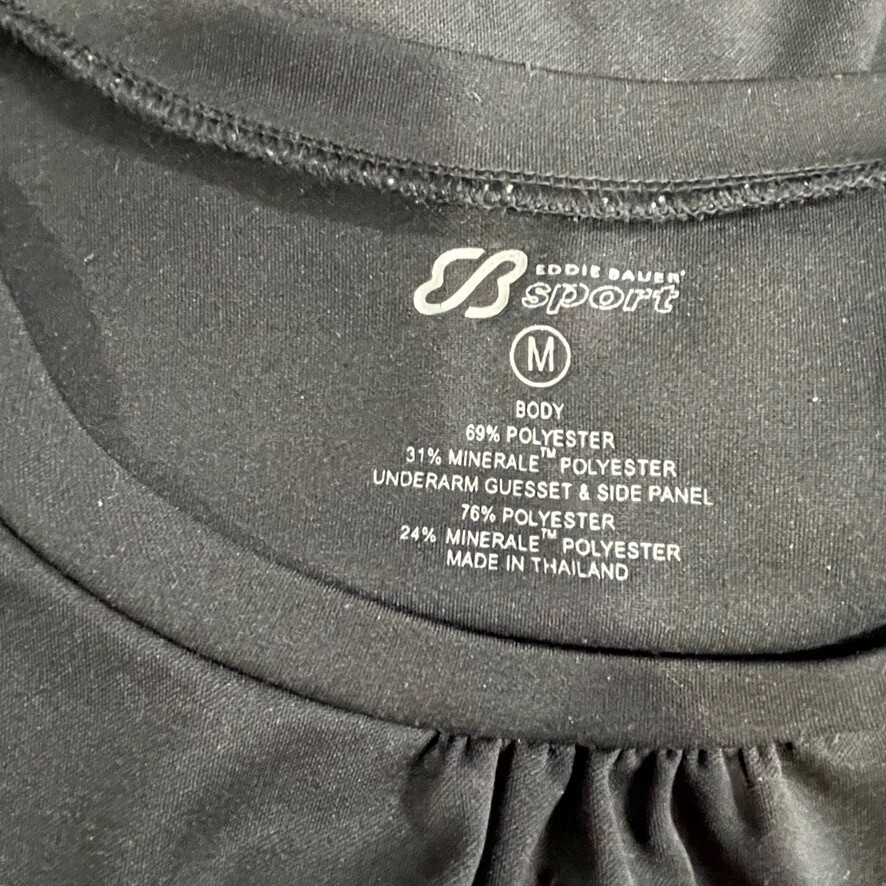 EB EDDIE BAUER®
sport
M
BODY
69% POLYESTER
31% MINERALE™ POLYESTER
UNDERARM GUESSET & SIDE PANEL
76% POLYESTER
24% MINERALE™ POLYESTER
MADE IN THAILAND